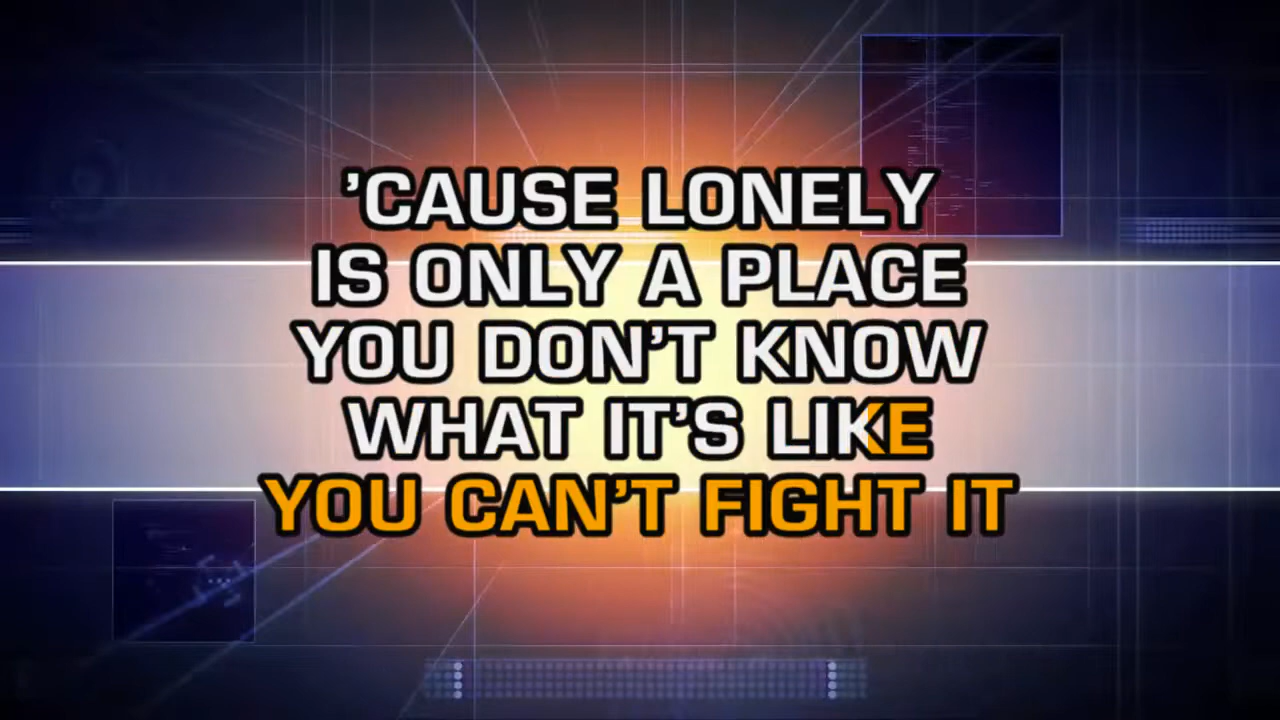 ’CAUSE LONELY
IS ONLY A PLACE
YOU DON’T KNOW
WHAT IT’S LIKE
YOU CAN’T FIGHT IT